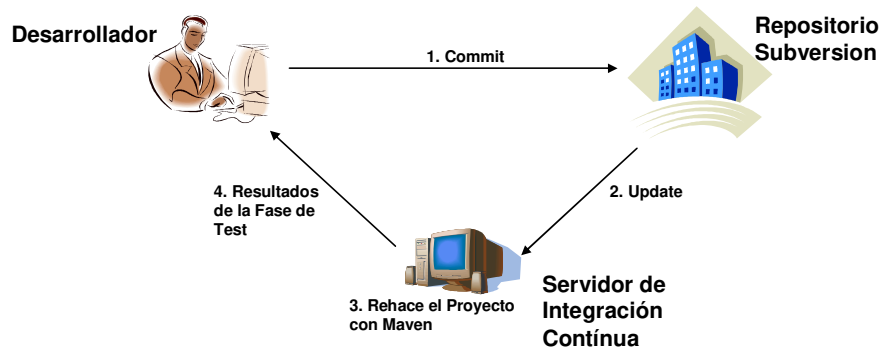 Desarrollador
Repositorio
Subversion
1. Commit
2. Update
4. Resultados
de la Fase de
Test
3. Rehace el Proyecto
con Maven
Servidor de
Integración
Contínua